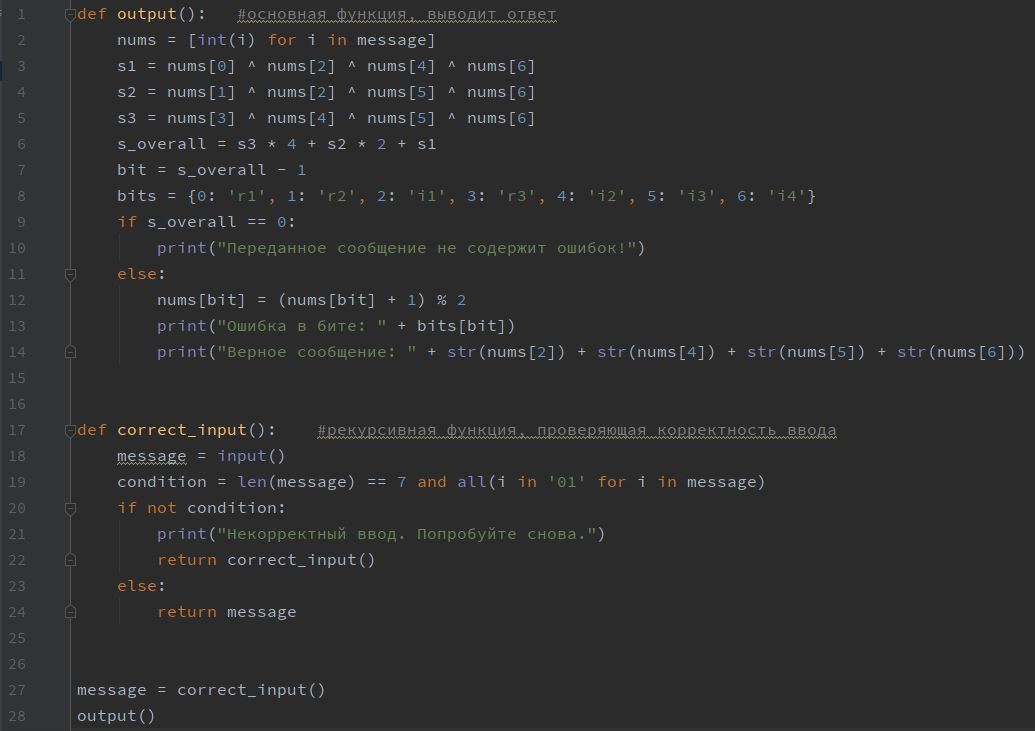 1 def output():   #основная функция, выводит ответ
2     nums = [int(i) for i in message]
3     s1 = nums[0] ^ nums[2] ^ nums[4] ^ nums[6]
4     s2 = nums[1] ^ nums[2] ^ nums[5] ^ nums[6]
5     s3 = nums[3] ^ nums[4] ^ nums[5] ^ nums[6]
6     s_overall = s3 * 4 + s2 * 2 + s1
7     bit = s_overall - 1
8     bits = {0: 'r1', 1: 'r2', 2: 'i1', 3: 'r3', 4: 'i2', 5: 'i3', 6: 'i4'}
9     if s_overall == 0:
10         print("Переданное сообщение не содержит ошибок!")
11     else:
12         nums[bit] = (nums[bit] + 1) % 2
13         print("Ошибка в бите: " + bits[bit])
14         print("Верное сообщение: " + str(nums[2]) + str(nums[4]) + str(nums[5]) + str(nums[6]))
15
16
17 def correct_input():    #рекурсивная функция, проверяющая корректность ввода
18     message = input()
19     condition = len(message) == 7 and all(i in '01' for i in message)
20     if not condition:
21         print("Некорректный ввод. Попробуйте снова.")
22         return correct_input()
23     else:
24         return message
25
26
27 message = correct_input()
28 output()